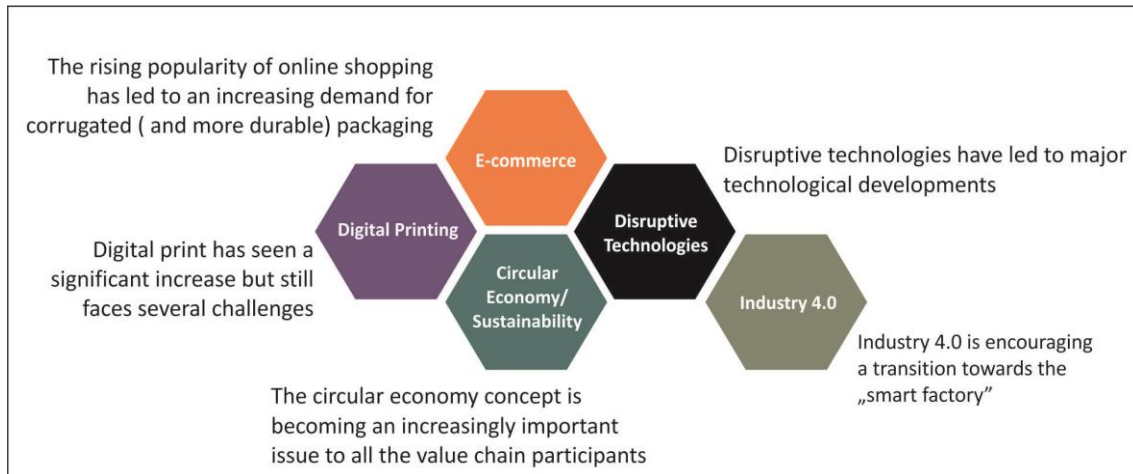 The rising popularity of online shopping
has led to an increasing demand for
corrugated ( and more durable) packaging
E-commerce
Disruptive technologies have led to major
technological developments
Digital Printing
Disruptive
Technologies
Digital print has seen a
significant increase but still
faces several challenges
Circular
Economy/
Sustainability
Industry 4.0
Industry 4.0 is encouraging
a transition towards the
„smart factory”
The circular economy concept is
becoming an increasingly important
issue to all the value chain participants